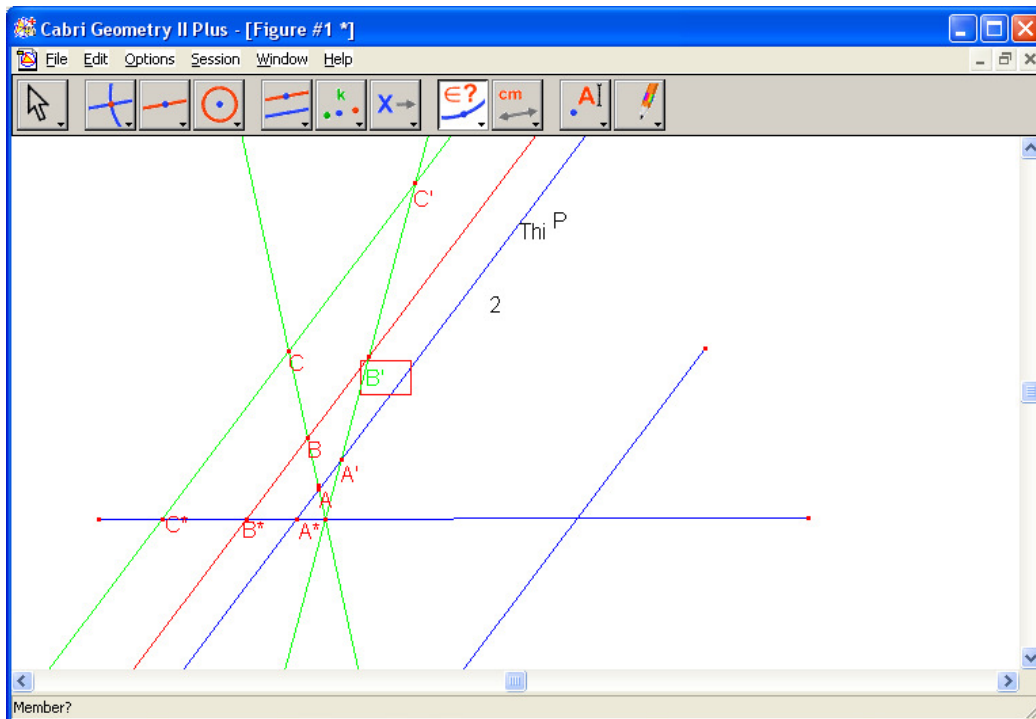 Cabri Geometry II Plus - [Figure #1 *]
File Edit Options Session Window Help
k
X
∈?
cm
A
C'
Thi P
2
C
B'
B
A'
A
C* B* A*
Member?